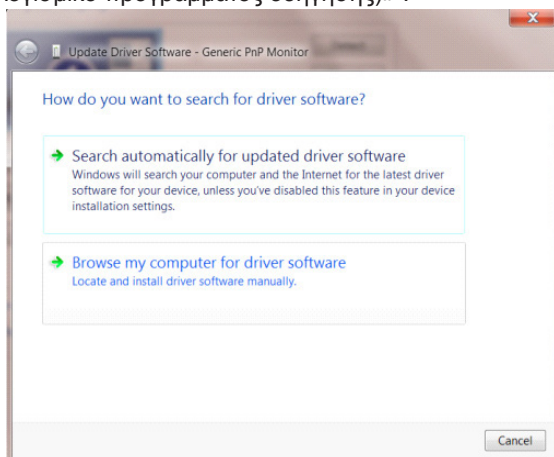 προγράμματος οδήγησης)» .
Update Driver Software - Generic PnP Monitor
How do you want to search for driver software?
Search automatically for updated driver software
Windows will search your computer and the Internet for the latest driver
software for your device, unless you've disabled this feature in your device
installation settings.
Browse my computer for driver software
Locate and install driver software manually.
Cancel